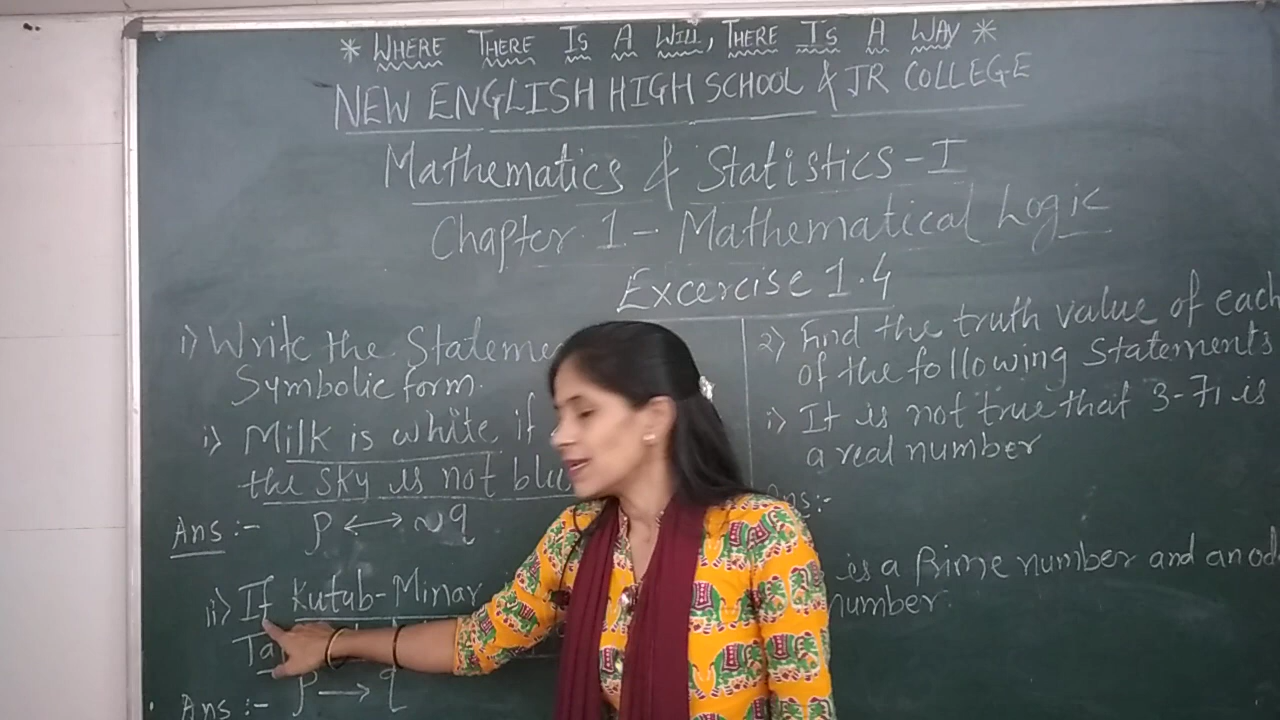 * WHERE THERE IS A WILL, THERE IS A WAY *
NEW ENGLISH HIGH SCHOOL & JR COLLEGE
Mathematics & Statistics-I
Chapter 1- Mathematical Logic
Excercise 1.4
1) Write the Stateme
Symbolic form.
i) Milk is white if
the sky is not blu
Ans :- p ↔ ~q
ii) If Kutub-Minar
Ta
Ans :- p → q
2) Find the truth value of each
of the following Statements
i) It is not true that 3-7i is
a real number
Ans:-
is a Prime number and an od
number.